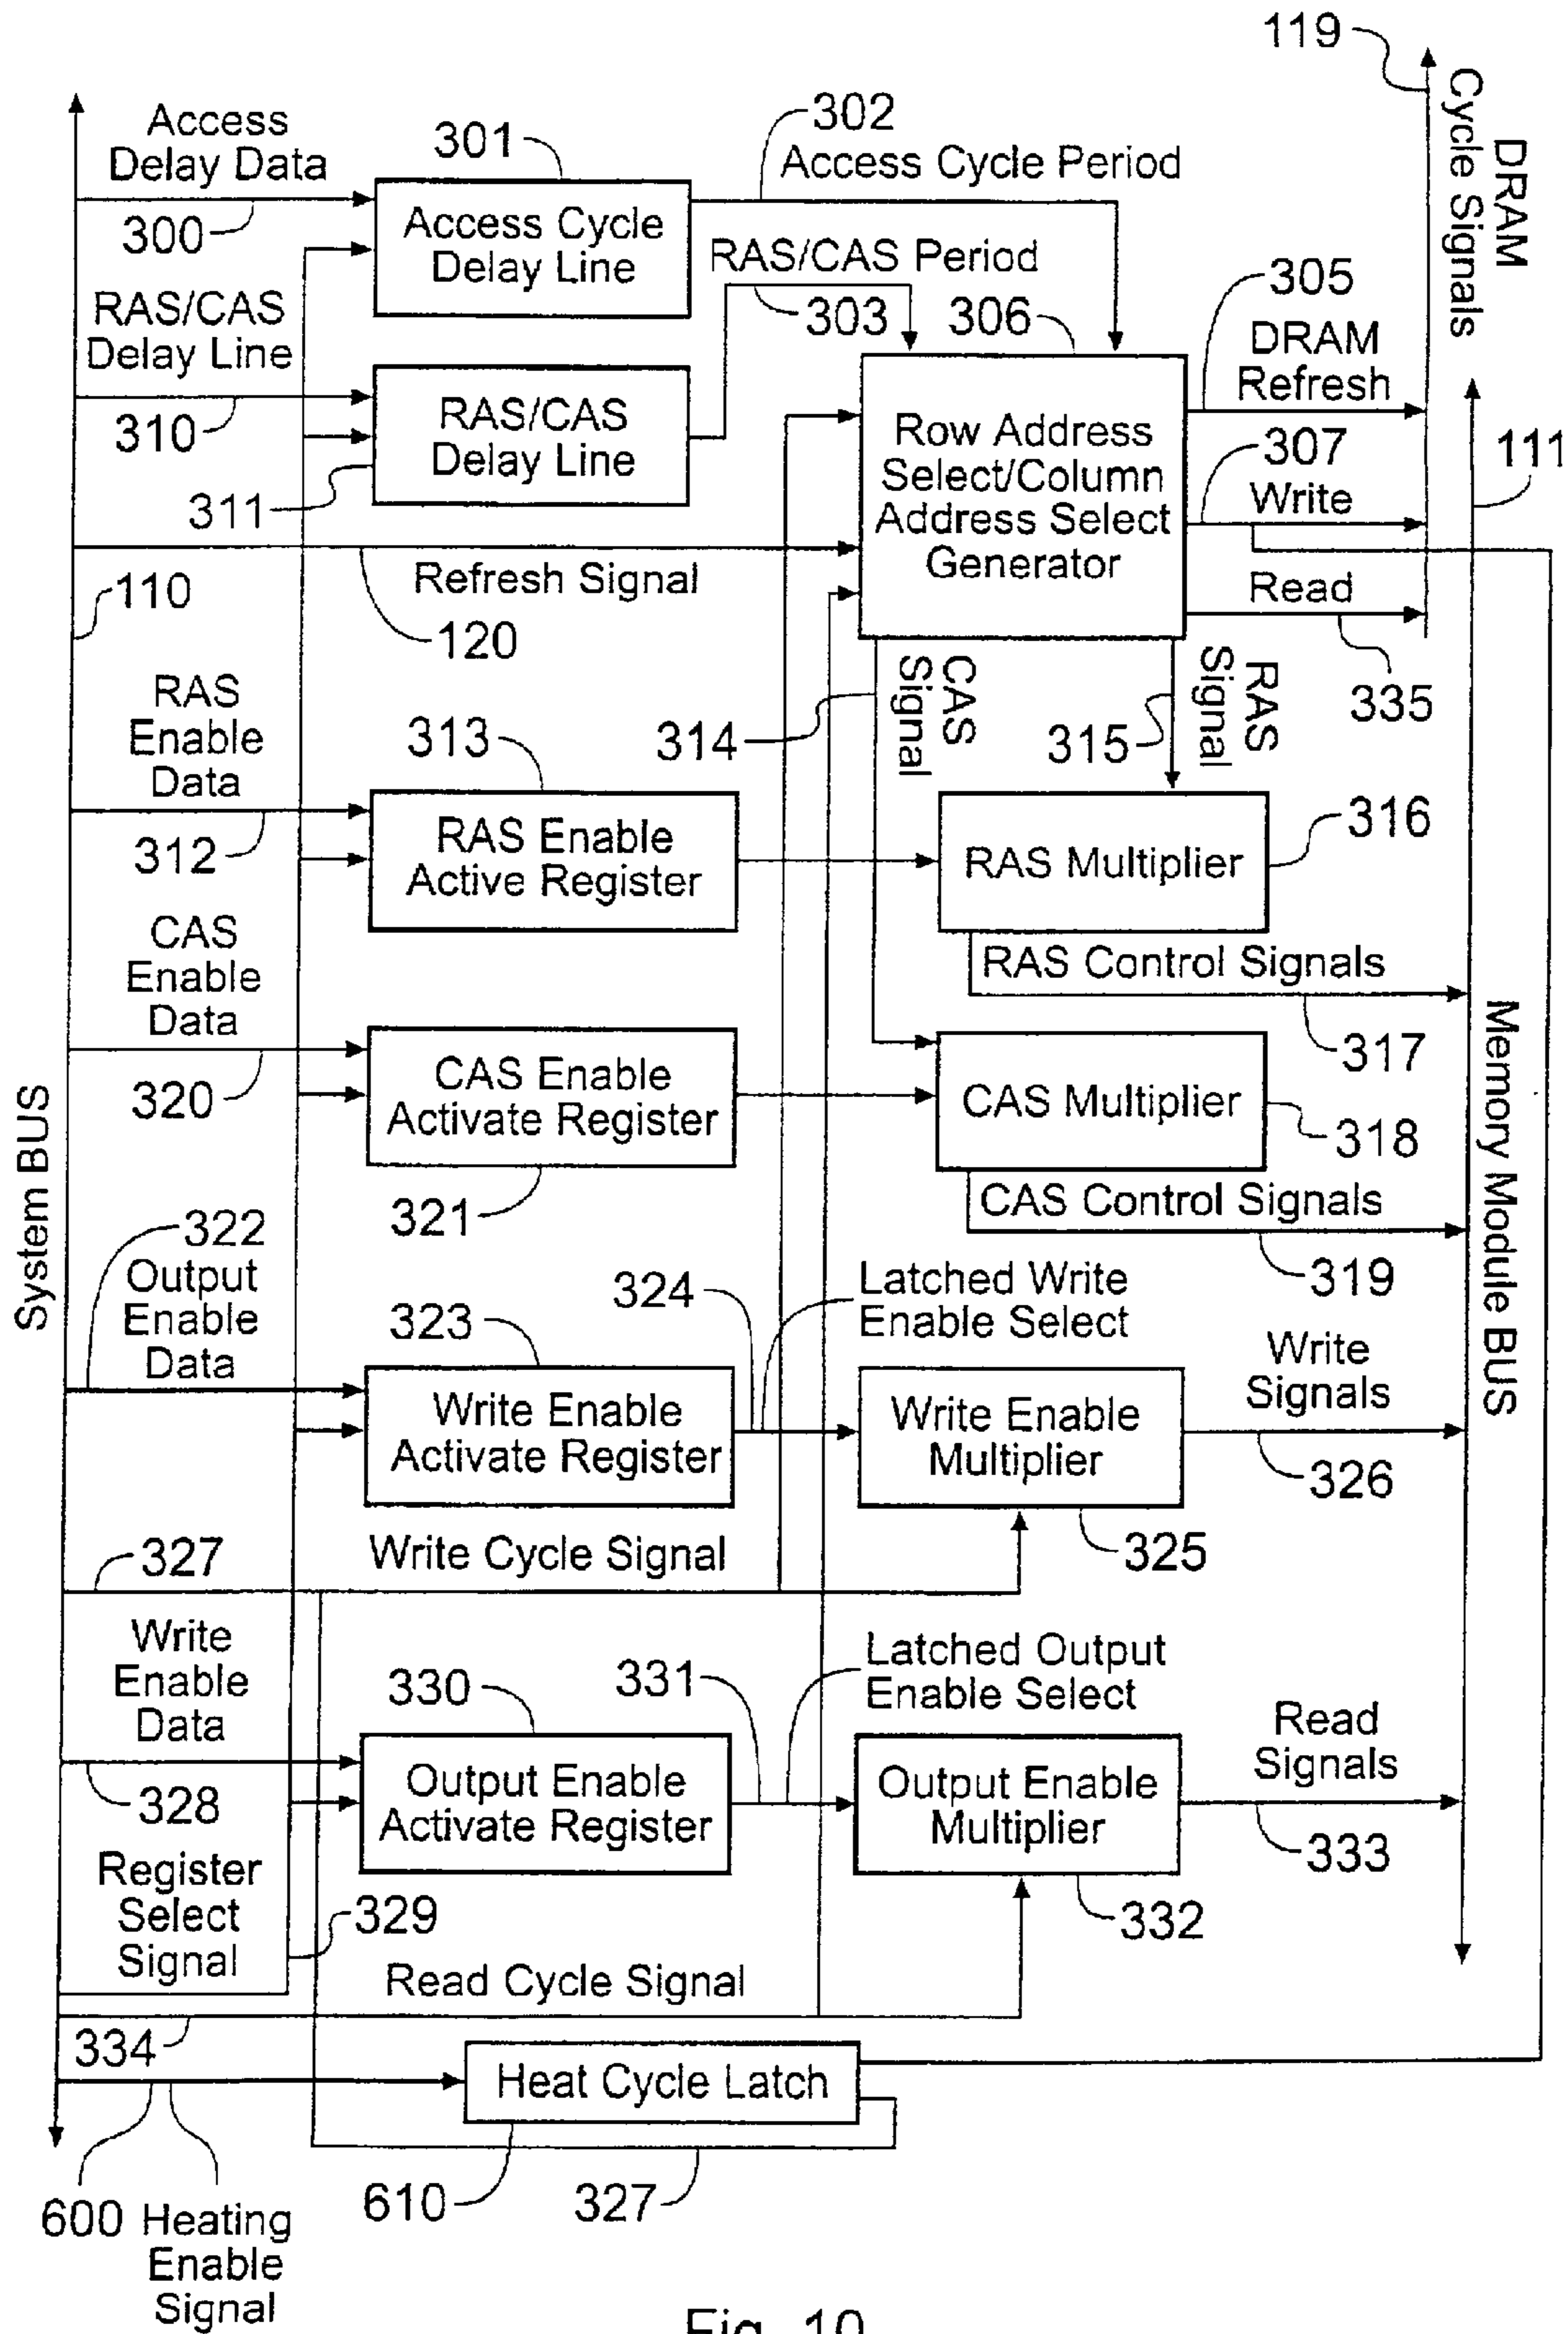 119
Cycle Signals
DRAM
Access
Delay Data
300
301
302
Access Cycle Period
Access Cycle
Delay Line
RAS/CAS Period
303
306
305
DRAM
Refresh
RAS/CAS
Delay Line
310
RAS/CAS
Delay Line
311
Row Address
Select/Column
Address Select
Generator
307
Write
111
Read
335
Refresh Signal
110
120
RAS
Enable
Data
312
313
314
CAS
Signal
315
RAS
Signal
RAS Enable
Active Register
RAS Multiplier
316
RAS Control Signals
317
CAS
Enable
Data
320
CAS Enable
Activate Register
321
CAS Multiplier
318
CAS Control Signals
319
System BUS
Memory Module BUS
322
Output
Enable
Data
323
324
Latched Write
Enable Select
Write Enable
Activate Register
Write Enable
Multiplier
Write
Signals
326
325
327
Write Cycle Signal
Write
Enable
Data
328
330
331
Latched Output
Enable Select
Output Enable
Activate Register
Output Enable
Multiplier
Read
Signals
333
332
Register
Select
Signal
329
Read Cycle Signal
334
Heat Cycle Latch
610
327
600 Heating
Enable
Signal
Fig. 10